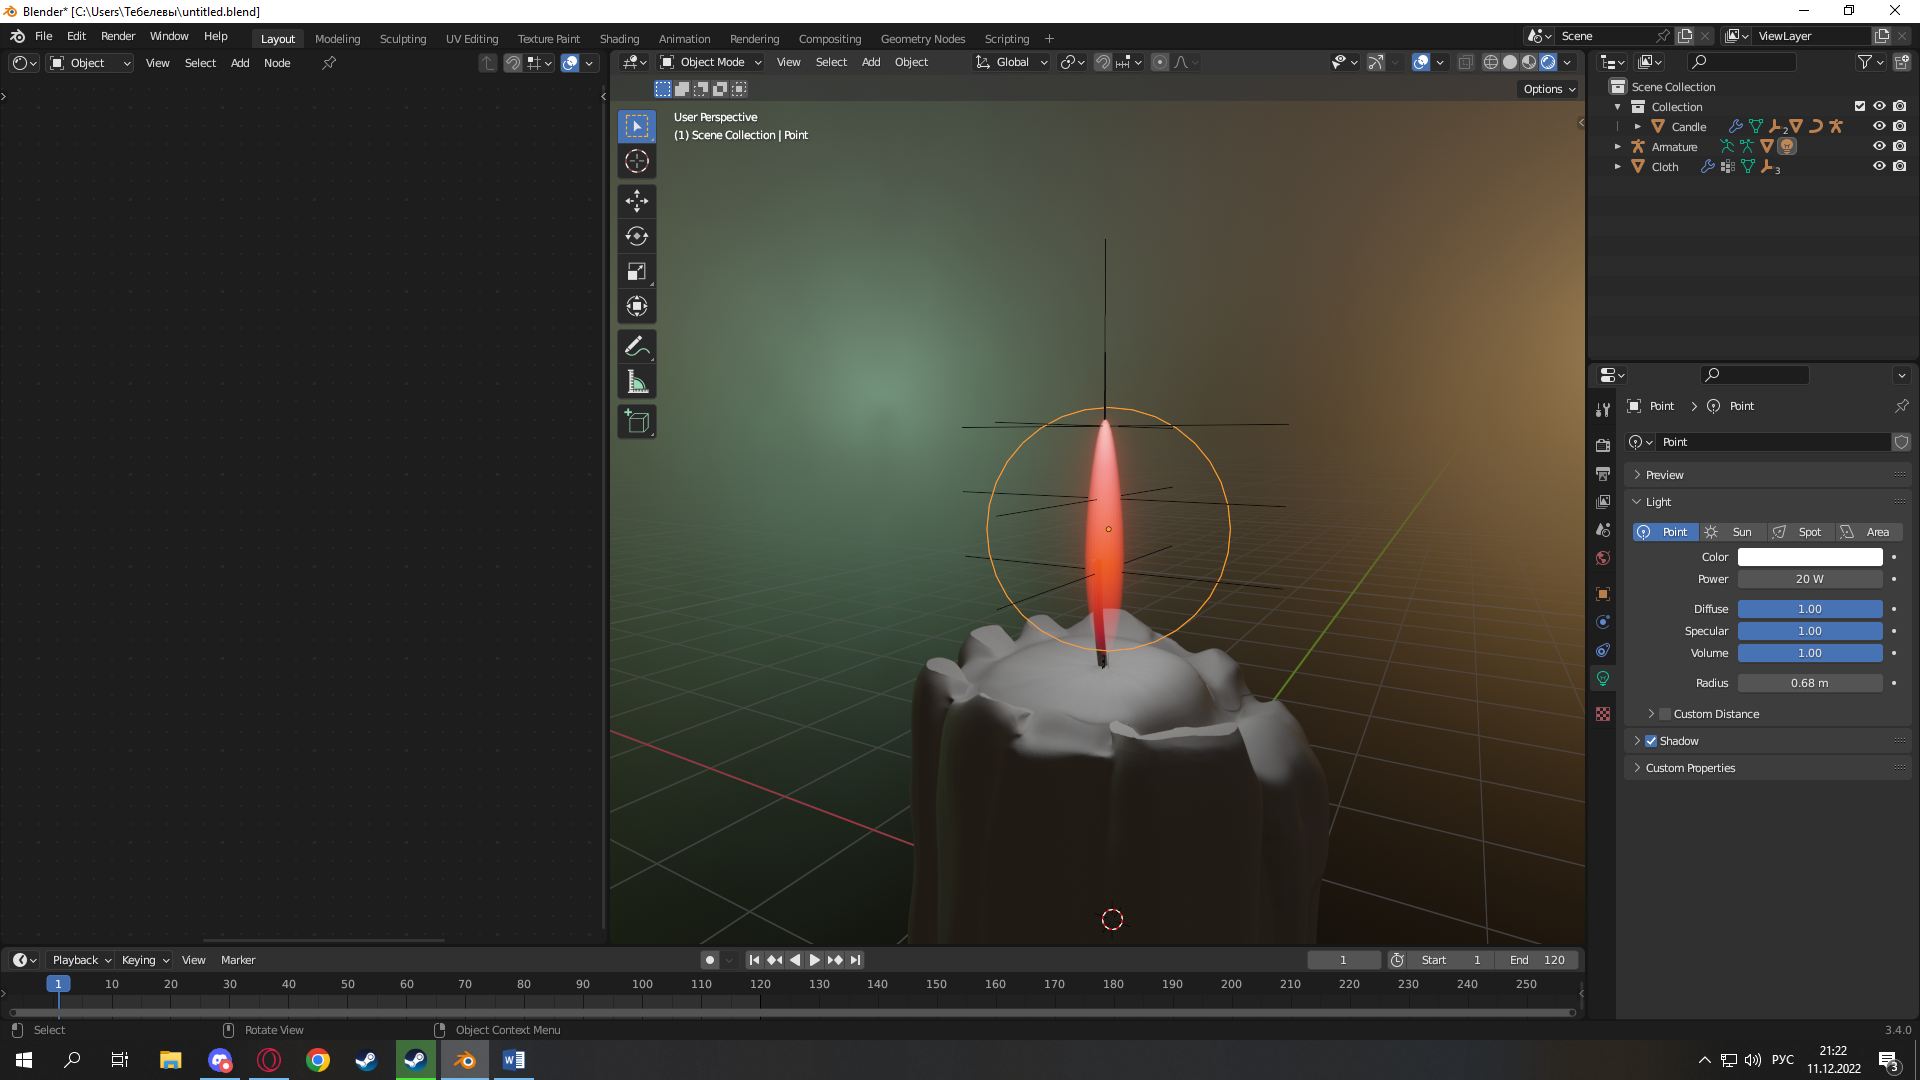 Blender* [C:\Users\Тебелевы\untitled.blend]
File Edit Render Window Help Layout Modeling Sculpting UV Editing Texture Paint Shading Animation Rendering Compositing Geometry Nodes Scripting + Scene ViewLayer
Object View Select Add Node
Object Mode View Select Add Object Global
Options
User Perspective
(1) Scene Collection | Point
Scene Collection
Collection
Candle 2
Armature
Cloth 3
Point > Point
Point
Preview
Light
Point Sun Spot Area
Color
Power 20 W
Diffuse 1.00
Specular 1.00
Volume 1.00
Radius 0.68 m
Custom Distance
Shadow
Custom Properties
Playback Keying View Marker 1 Start 1 End 120
1 10 20 30 40 50 60 70 80 90 100 110 120 130 140 150 160 170 180 190 200 210 220 230 240 250
Select Rotate View Object Context Menu 3.4.0
РУС
21:22
11.12.2022
3